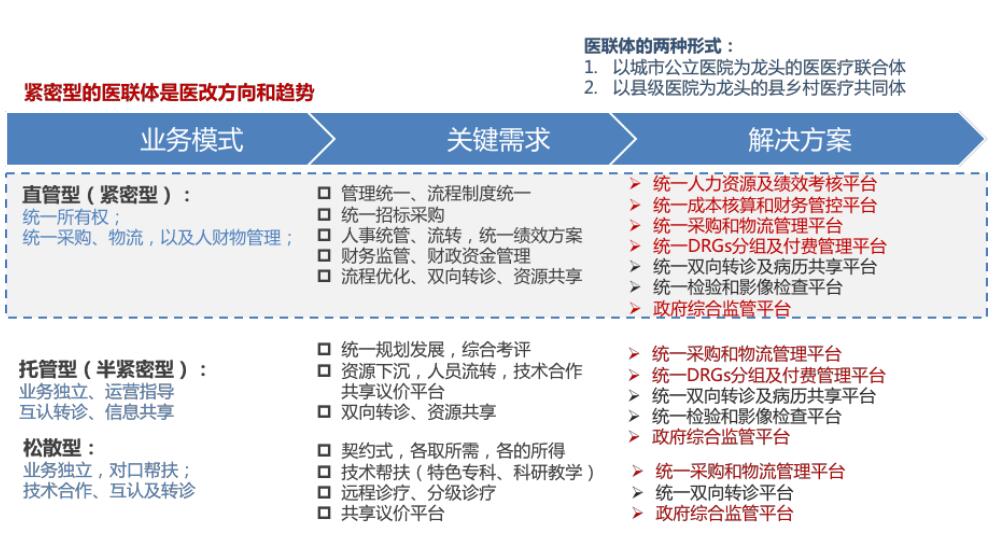 医联体的两种形式：
1. 以城市公立医院为龙头的医医疗联合体
2. 以县级医院为龙头的县乡村医疗共同体
紧密型的医联体是医改方向和趋势
业务模式
关键需求
解决方案
直管型（紧密型）：
统一所有权；
统一采购、物流，以及人财物管理；
管理统一、流程制度统一
统一招标采购
人事统管、流转，统一绩效方案
财务监管、财政资金管理
流程优化、双向转诊、资源共享
统一人力资源及绩效考核平台
统一成本核算和财务管控平台
统一采购和物流管理平台
统一DRGs分组及付费管理平台
统一双向转诊及病历共享平台
统一检验和影像检查平台
政府综合监管平台
托管型（半紧密型）：
业务独立、运营指导
互认转诊、信息共享
统一规划发展，综合考评
资源下沉，人员流转，技术合作
共享议价平台
双向转诊、资源共享
统一采购和物流管理平台
统一DRGs分组及付费管理平台
统一双向转诊及病历共享平台
统一检验和影像检查平台
政府综合监管平台
松散型：
业务独立，对口帮扶；
技术合作、互认及转诊
契约式，各取所需，各的所得
技术帮扶（特色专科、科研教学）
远程诊疗、分级诊疗
共享议价平台
统一采购和物流管理平台
统一双向转诊平台
政府综合监管平台